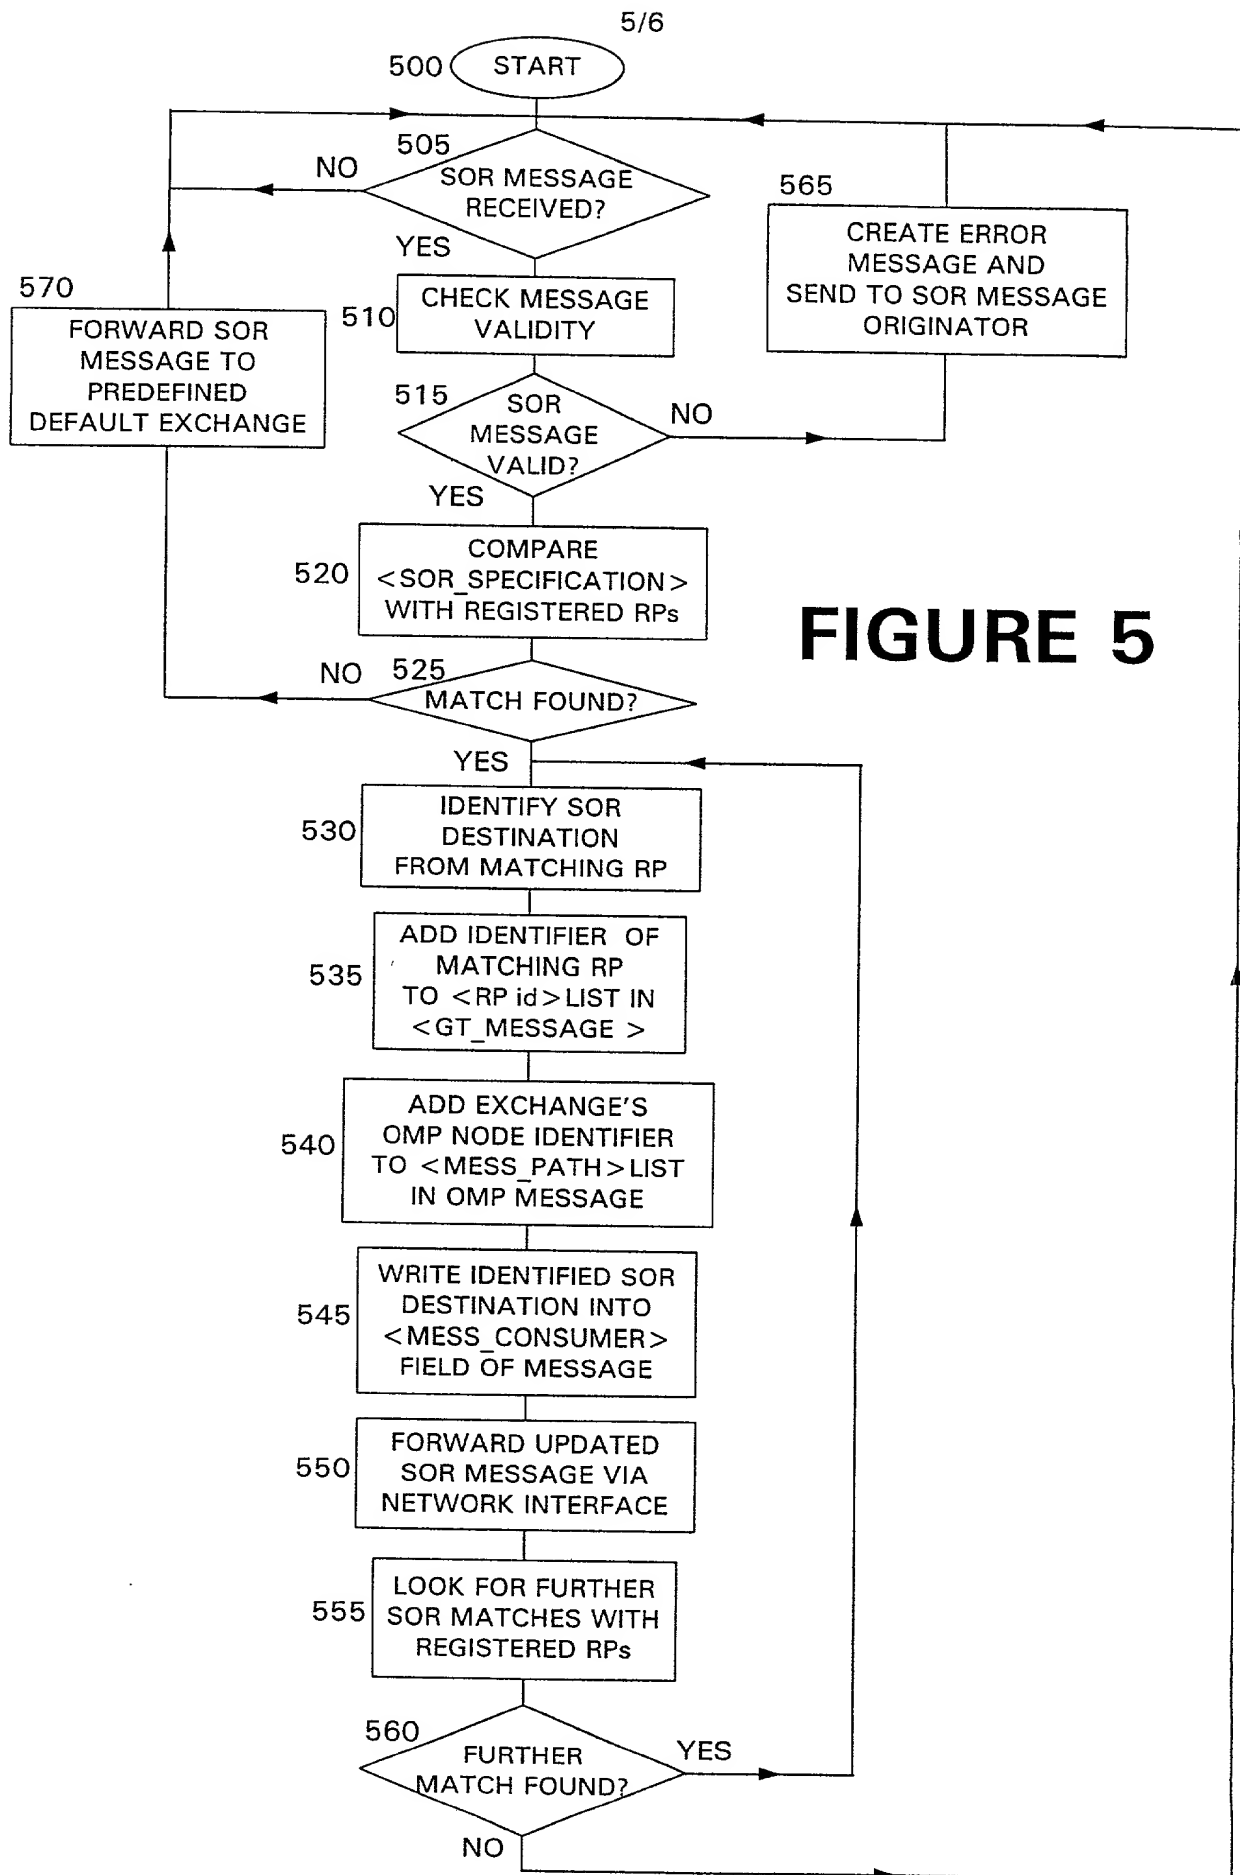 5/6
500
START
505
NO
SOR MESSAGE
RECEIVED?
YES
565
CREATE ERROR
MESSAGE AND
SEND TO SOR MESSAGE
ORIGINATOR
570
FORWARD SOR
MESSAGE TO
PREDEFINED
DEFAULT EXCHANGE
510
CHECK MESSAGE
VALIDITY
515
SOR
MESSAGE
VALID?
NO
YES
520
COMPARE
<SOR_SPECIFICATION>
WITH REGISTERED RPs
FIGURE 5
NO
525
MATCH FOUND?
YES
530
IDENTIFY SOR
DESTINATION
FROM MATCHING RP
535
ADD IDENTIFIER OF
MATCHING RP
TO <RP id> LIST IN
<GT_MESSAGE >
540
ADD EXCHANGE'S
OMP NODE IDENTIFIER
TO <MESS_PATH> LIST
IN OMP MESSAGE
545
WRITE IDENTIFIED SOR
DESTINATION INTO
<MESS_CONSUMER>
FIELD OF MESSAGE
550
FORWARD UPDATED
SOR MESSAGE VIA
NETWORK INTERFACE
555
LOOK FOR FURTHER
SOR MATCHES WITH
REGISTERED RPs
560
FURTHER
MATCH FOUND?
YES
NO